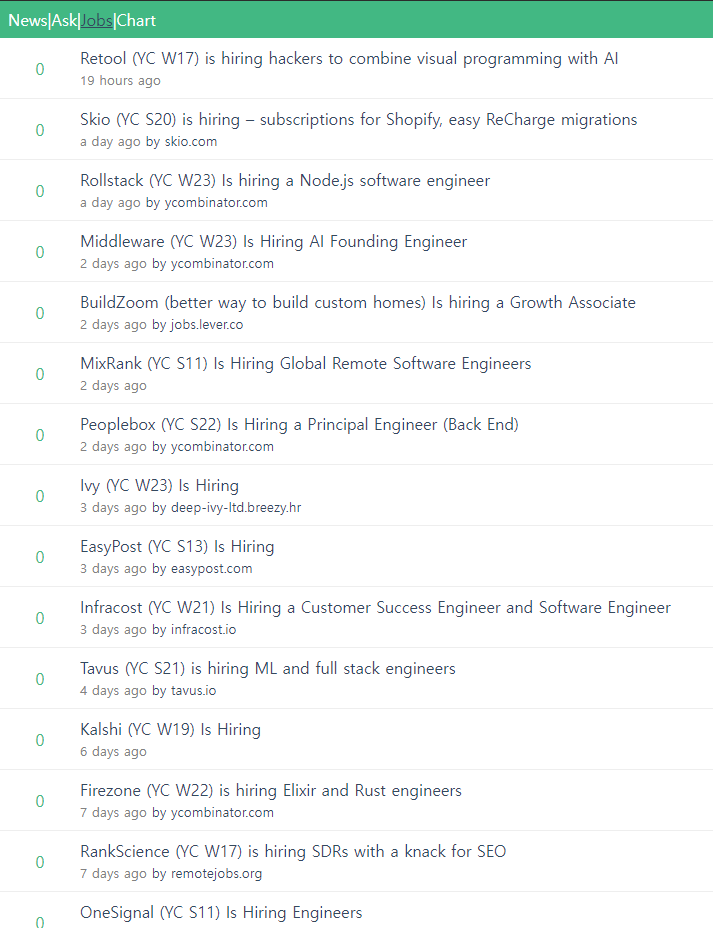 News|Ask|Jobs|Chart
0
Retool (YC W17) is hiring hackers to combine visual programming with AI
19 hours ago
0
Skio (YC S20) is hiring – subscriptions for Shopify, easy ReCharge migrations
a day ago by skio.com
0
Rollstack (YC W23) Is hiring a Node.js software engineer
a day ago by ycombinator.com
0
Middleware (YC W23) Is Hiring AI Founding Engineer
2 days ago by ycombinator.com
0
BuildZoom (better way to build custom homes) Is hiring a Growth Associate
2 days ago by jobs.lever.co
0
MixRank (YC S11) Is Hiring Global Remote Software Engineers
2 days ago
0
Peoplebox (YC S22) Is Hiring a Principal Engineer (Back End)
2 days ago by ycombinator.com
0
Ivy (YC W23) Is Hiring
3 days ago by deep-ivy-ltd.breezy.hr
0
EasyPost (YC S13) Is Hiring
3 days ago by easypost.com
0
Infracost (YC W21) Is Hiring a Customer Success Engineer and Software Engineer
3 days ago by infracost.io
0
Tavus (YC S21) is hiring ML and full stack engineers
4 days ago by tavus.io
0
Kalshi (YC W19) Is Hiring
6 days ago
0
Firezone (YC W22) is hiring Elixir and Rust engineers
7 days ago by ycombinator.com
0
RankScience (YC W17) is hiring SDRs with a knack for SEO
7 days ago by remotejobs.org
0
OneSignal (YC S11) Is Hiring Engineers